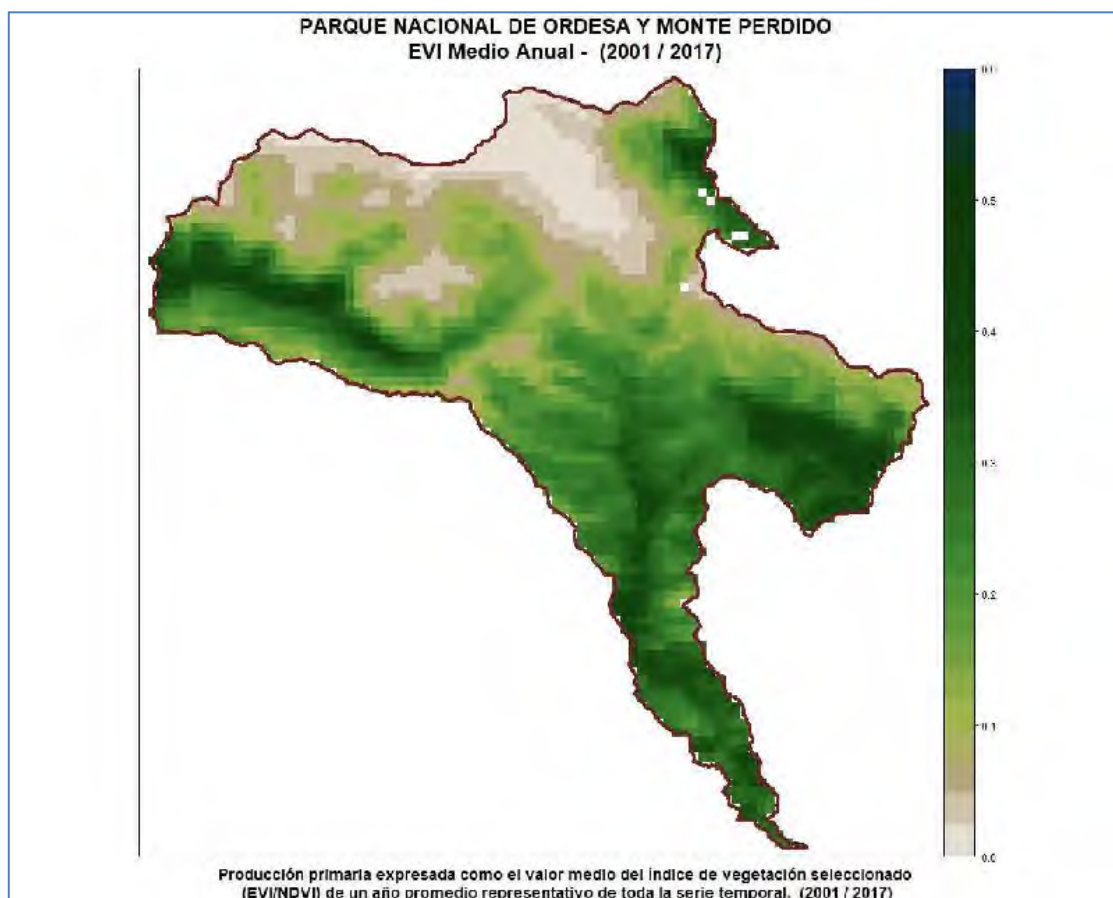 PARQUE NACIONAL DE ORDESA Y MONTE PERDIDO
EVI Medio Anual - (2001 / 2017)
0.6
0.5
0.4
0.3
0.2
0.1
0.0
Producción primaria expresada como el valor medio del índice de vegetación seleccionado
(EVI/NDVI) de un año promedio representativo de toda la serie temporal. (2001 / 2017)